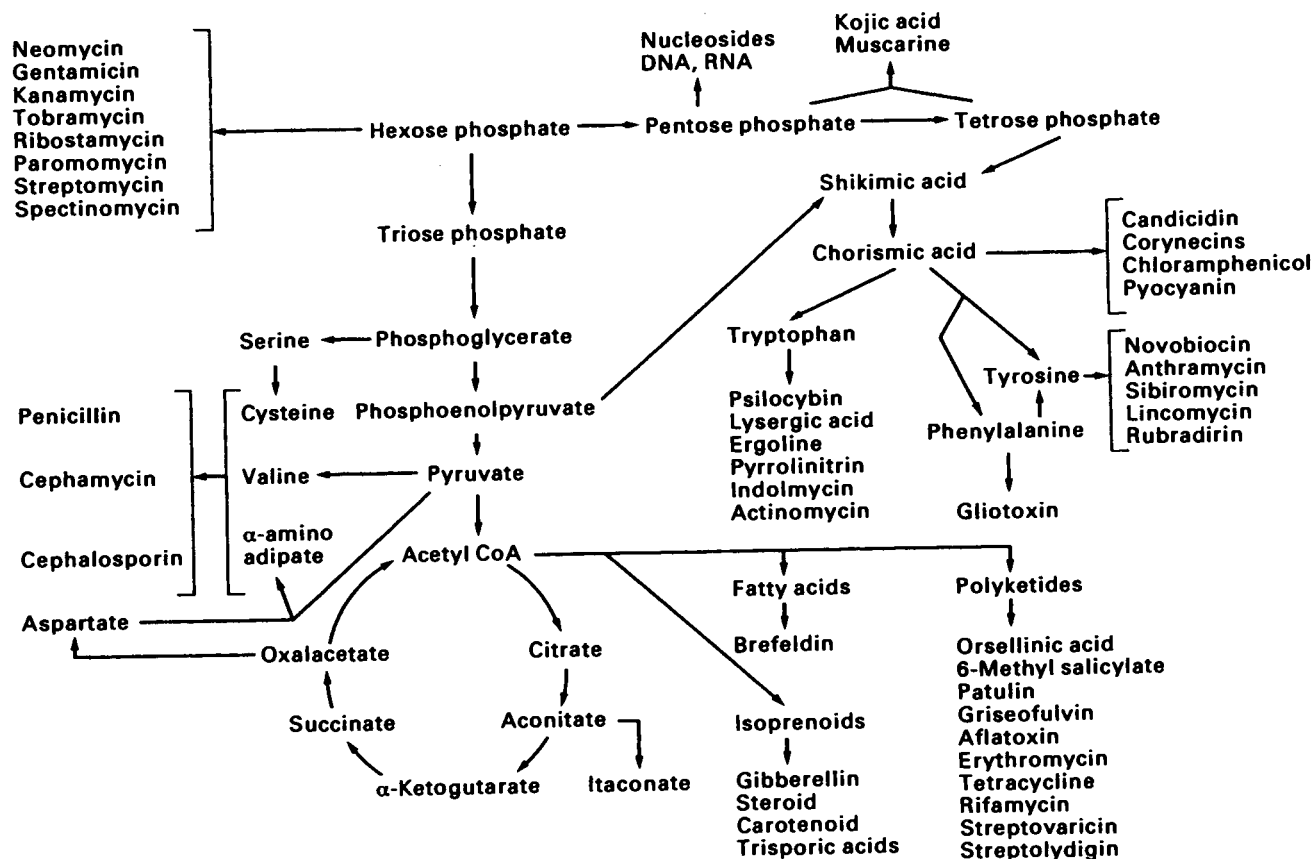 Neomycin
Gentamicin
Kanamycin
Tobramycin
Ribostamycin
Paromomycin
Streptomycin
Spectinomycin
Nucleosides
DNA, RNA
Kojic acid
Muscarine
Hexose phosphate
Pentose phosphate
Tetrose phosphate
Triose phosphate
Shikimic acid
Chorismic acid
Candicidin
Corynecins
Chloramphenicol
Pyocyanin
Serine
Phosphoglycerate
Tryptophan
Psilocybin
Lysergic acid
Ergoline
Pyrrolinitrin
Indolmycin
Actinomycin
Tyrosine
Phenylalanine
Gliotoxin
Novobiocin
Anthramycin
Sibiromycin
Lincomycin
Rubradirin
Penicillin
Cephamycin
Cephalosporin
Cysteine
Valine
α-amino
adipate
Phosphoenolpyruvate
Pyruvate
Acetyl CoA
Aspartate
Oxalacetate
Citrate
Succinate
Aconitate
α-Ketogutarate
Itaconate
Fatty acids
Brefeldin
Isoprenoids
Gibberellin
Steroid
Carotenoid
Trisporic acids
Polyketides
Orsellinic acid
6-Methyl salicylate
Patulin
Griseofulvin
Aflatoxin
Erythromycin
Tetracycline
Rifamycin
Streptovaricin
Streptolydigin